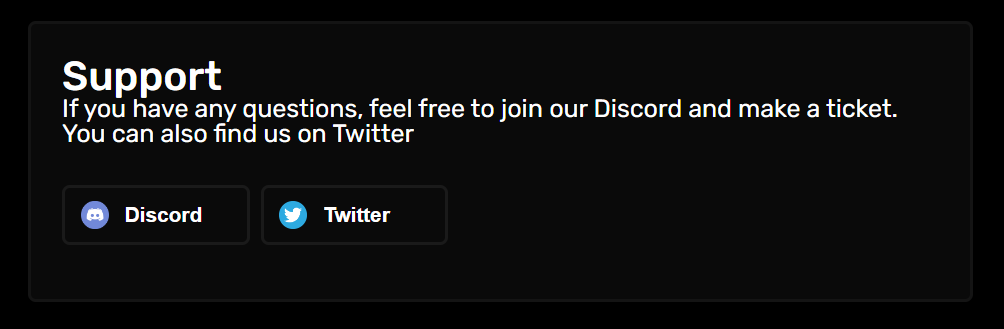 Support
If you have any questions, feel free to join our Discord and make a ticket.
You can also find us on Twitter
Discord
Twitter